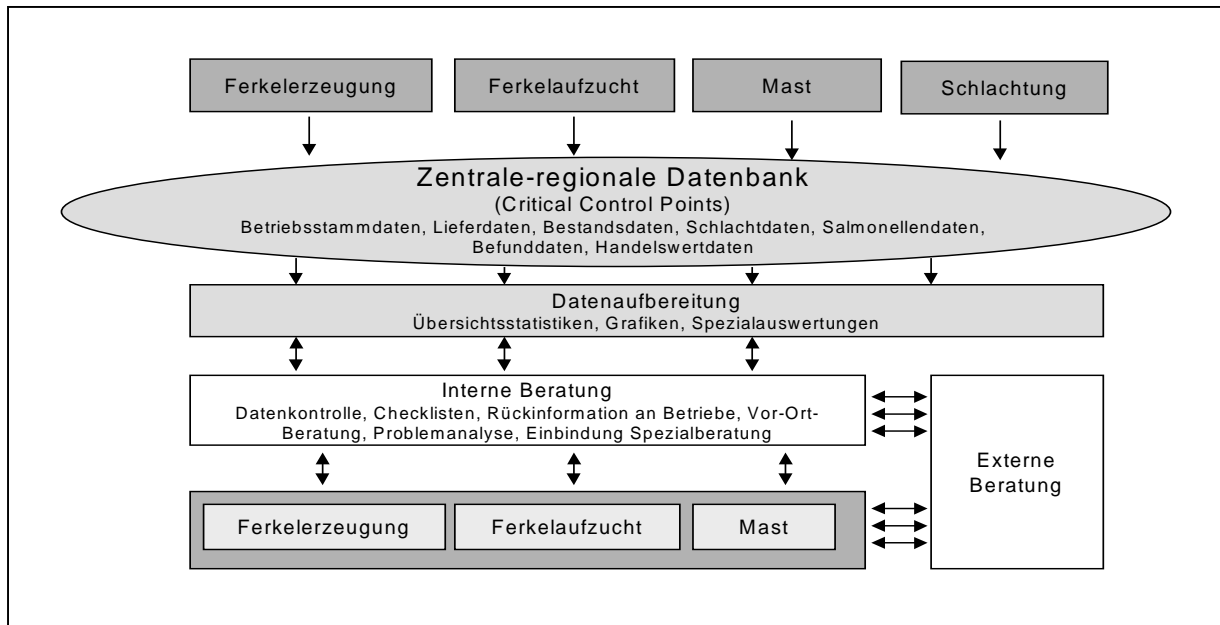 Ferkelerzeugung
Ferkelaufzucht
Mast
Schlachtung
Zentrale-regionale Datenbank
(Critical Control Points)
Betriebsstammdaten, Lieferdaten, Bestandsdaten, Schlachtdaten, Salmonellendaten,
Befunddaten, Handelswertdaten
Datenaufbereitung
Übersichtsstatistiken, Grafiken, Spezialauswertungen
Interne Beratung
Datenkontrolle, Checklisten, Rückinformation an Betriebe, Vor-Ort-
Beratung, Problemanalyse, Einbindung Spezialberatung
Externe
Beratung
Ferkelerzeugung
Ferkelaufzucht
Mast